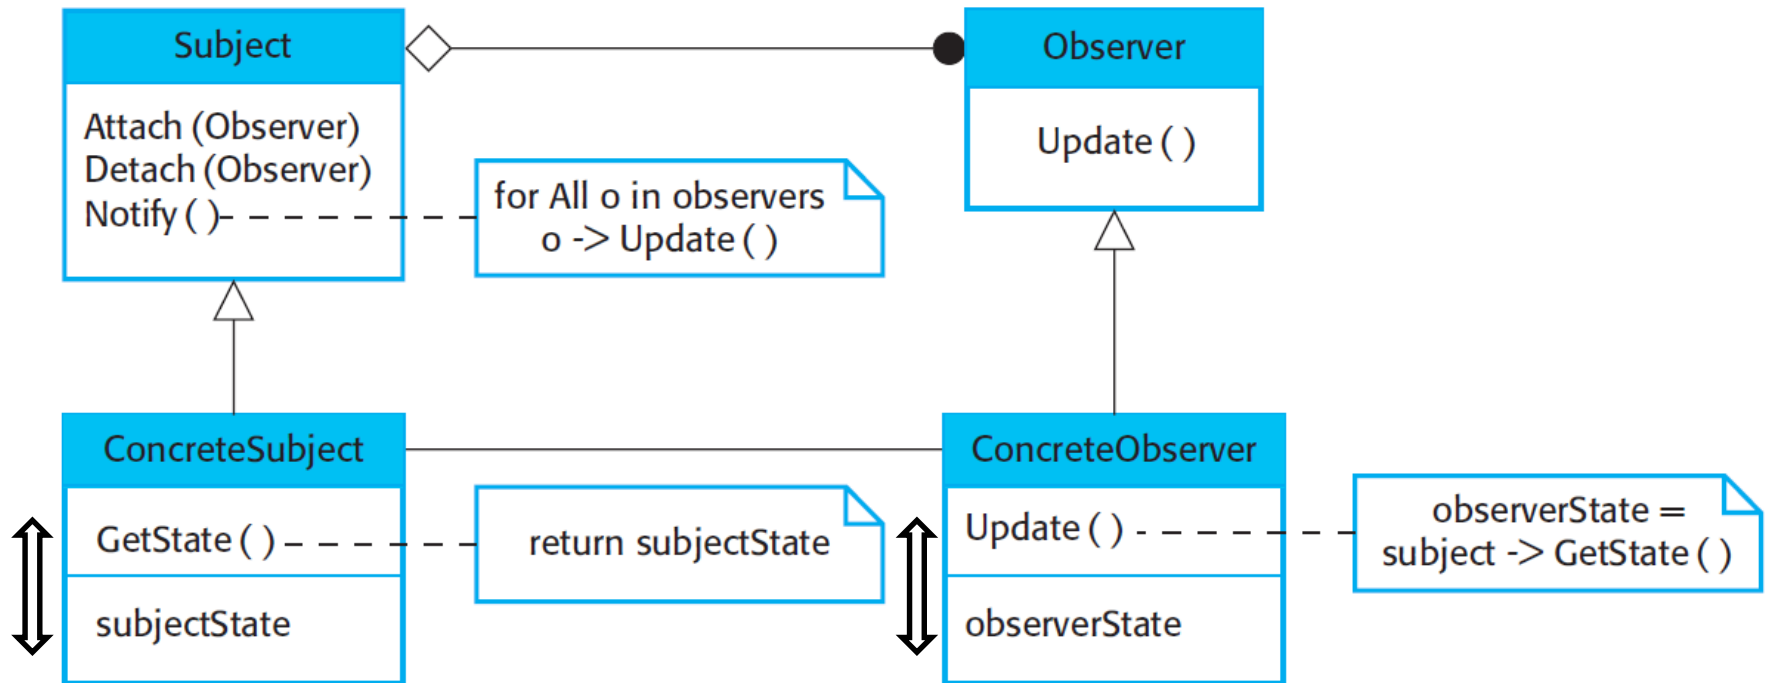 Subject
Attach (Observer)
Detach (Observer)
Notify ( )
for All o in observers
o -> Update ( )
Observer
Update ( )
ConcreteSubject
GetState ( )
subjectState
return subjectState
ConcreteObserver
Update ( )
observerState
observerState =
subject -> GetState ( )